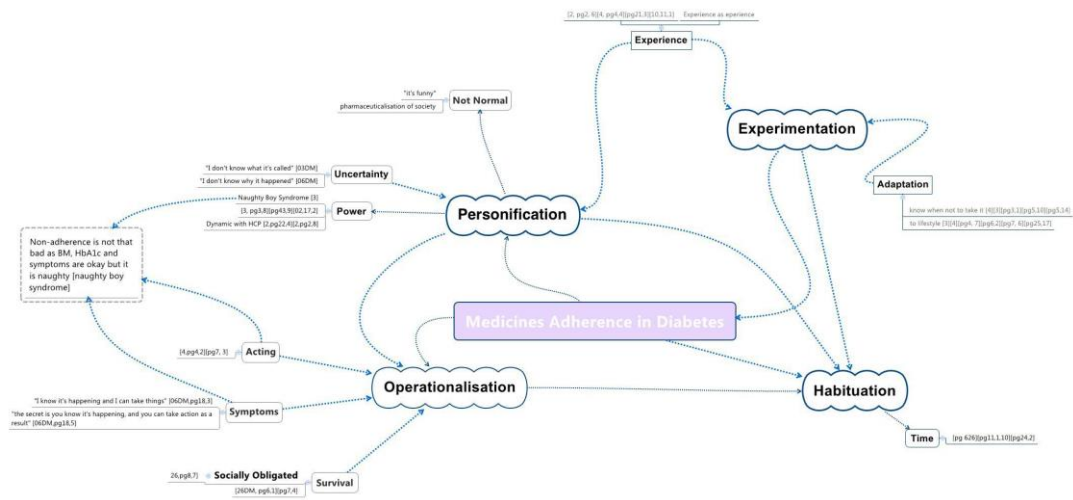 [2, pg2, 6][4, pg4,4][pg21,3][10,11,1]
Experience as eperience
Experience
"it's funny"
pharmaceuticalisation of society
Not Normal
Experimentation
"I don't know what it's called" [03DM]
"I don't know why it happened" [06DM]
Uncertainty
Adaptation
know when not to take it [4][3][pg3,1][pg5,10][pg5,14]
to lifestyle [3][4][pg4, 7][pg6,2][pg7, 6][pg25,17]
Naughty Boy Syndrome [3]
[3, pg3,8][pg43,9][02,17,2]
Dynamic with HCP [2,pg22,4][2,pg2,8]
Power
Personification
Non-adherence is not that
bad as BM, HbA1c and
symptoms are okay but it
is naughty [naughty boy
syndrome]
Medicines Adherence in Diabetes
[4,pg4,2][pg7, 3]
Acting
Operationalisation
Habituation
"I know it's happening and I can take things" [06DM,pg18,3]
"the secret is you know it's happening, and you can take action as a
result" [06DM,pg18,5]
Symptoms
Time
[pg 626][pg11,1,10][pg24,2]
26,pg8,7]
Socially Obligated
[26DM, pg6,1][pg7,4]
Survival